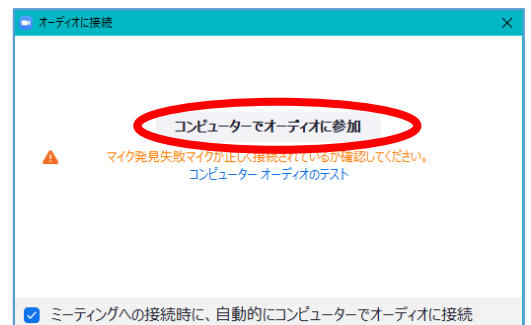 オーディオに接続
コンピューターでオーディオに参加
マイク発見失敗マイクが正しく接続されているか確認してください。
コンピューター オーディオのテスト
ミーティングへの接続時に、自動的にコンピューターでオーディオに接続